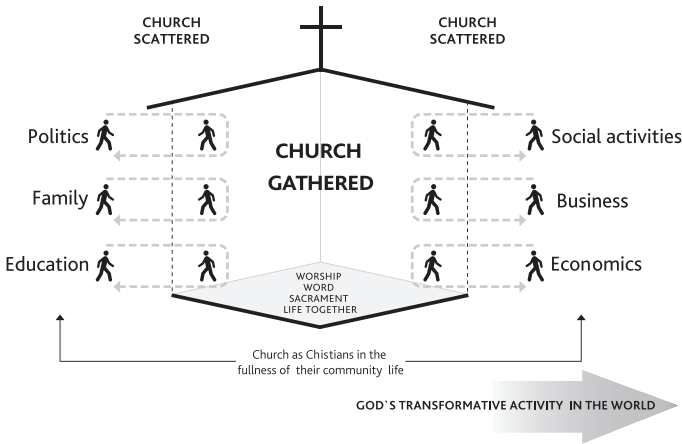 CHURCH
SCATTERED
CHURCH
SCATTERED
Politics
Social activities
CHURCH
GATHERED
Family
Business
Education
Economics
WORSHIP
WORD
SACRAMENT
LIFE TOGETHER
Church as Chistians in the
fullness of their community life
GOD`S TRANSFORMATIVE ACTIVITY IN THE WORLD